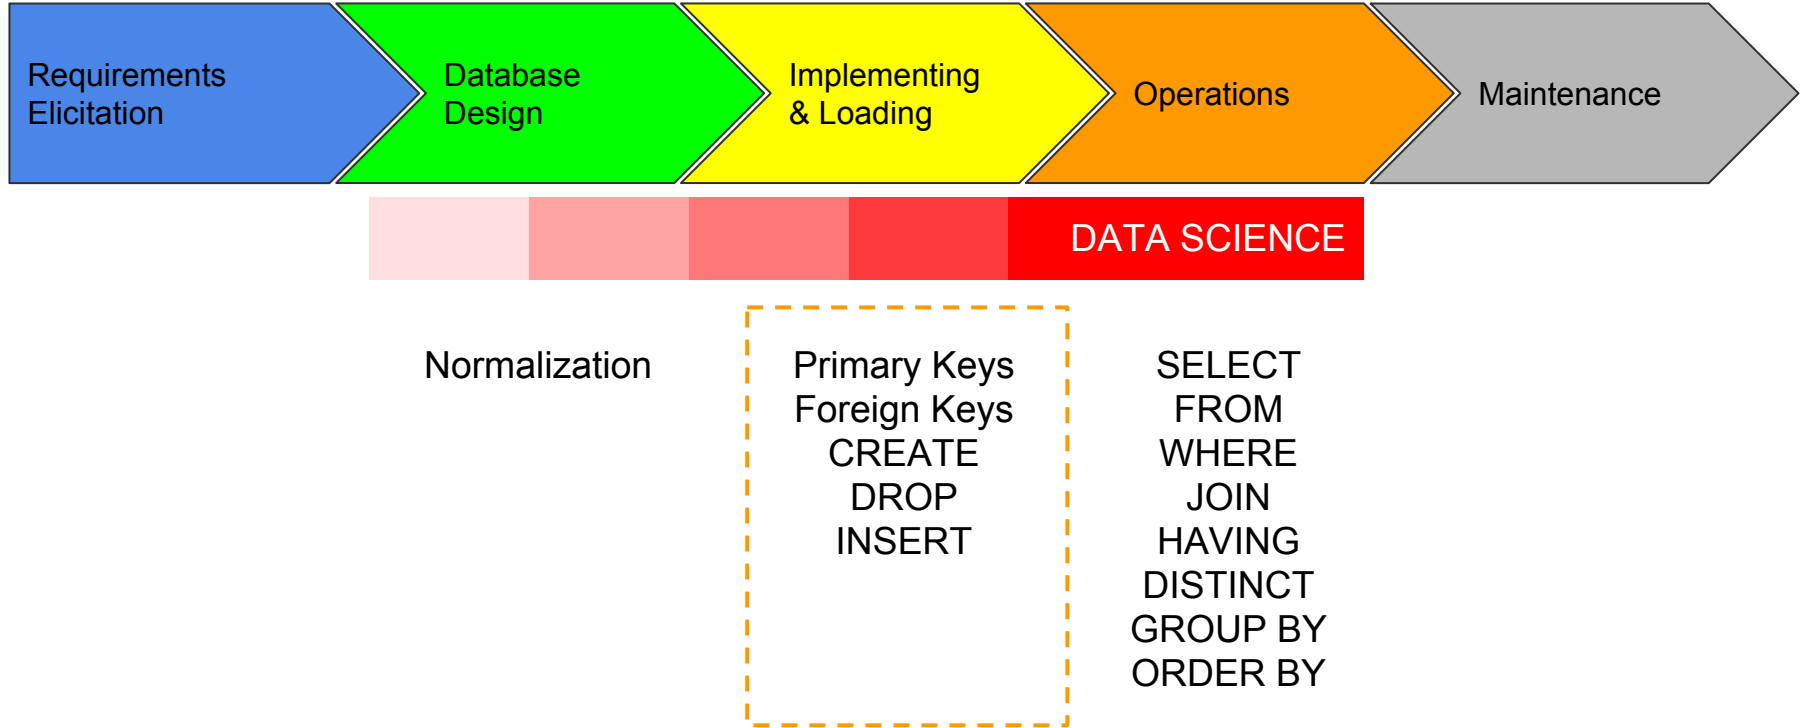 Requirements
Elicitation
Database
Design
Implementing
& Loading
Operations
Maintenance
DATA SCIENCE
Normalization
Primary Keys
Foreign Keys
CREATE
DROP
INSERT
SELECT
FROM
WHERE
JOIN
HAVING
DISTINCT
GROUP BY
ORDER BY